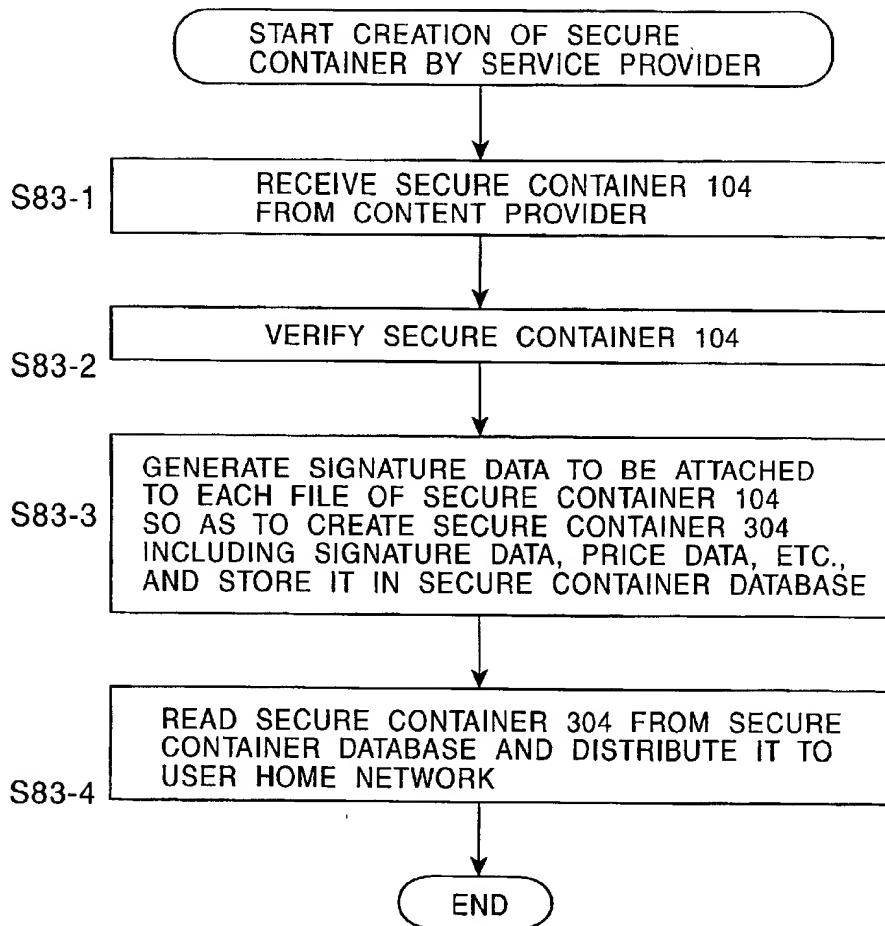 START CREATION OF SECURE
CONTAINER BY SERVICE PROVIDER
S83-1
RECEIVE SECURE CONTAINER 104
FROM CONTENT PROVIDER
S83-2
VERIFY SECURE CONTAINER 104
S83-3
GENERATE SIGNATURE DATA TO BE ATTACHED
TO EACH FILE OF SECURE CONTAINER 104
SO AS TO CREATE SECURE CONTAINER 304
INCLUDING SIGNATURE DATA, PRICE DATA, ETC.,
AND STORE IT IN SECURE CONTAINER DATABASE
S83-4
READ SECURE CONTAINER 304 FROM SECURE
CONTAINER DATABASE AND DISTRIBUTE IT TO
USER HOME NETWORK
END